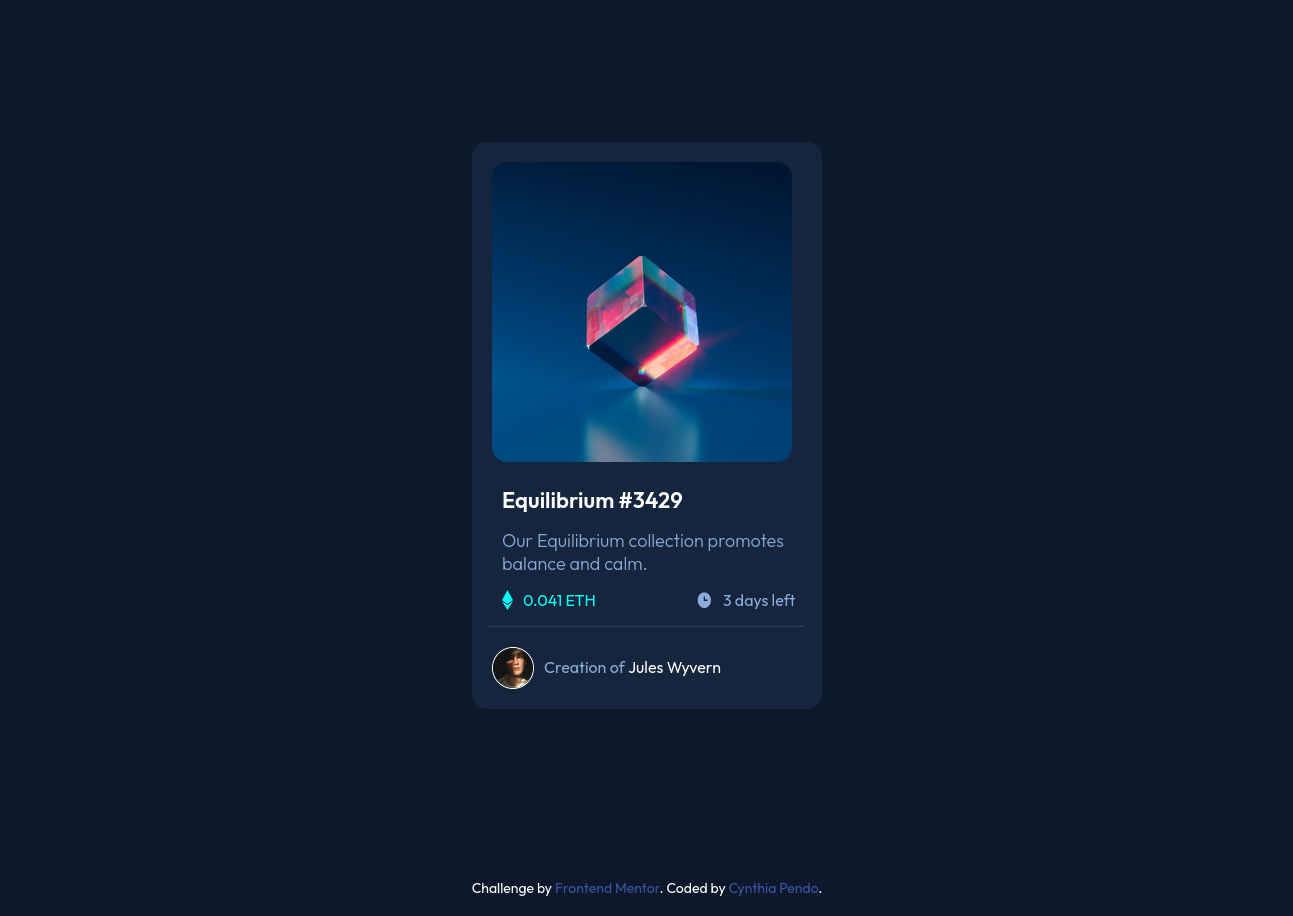 Equilibrium #3429
Our Equilibrium collection promotes
balance and calm.
0.041 ETH
3 days left
Creation of Jules Wyvern
Challenge by Frontend Mentor. Coded by Cynthia Pendo.